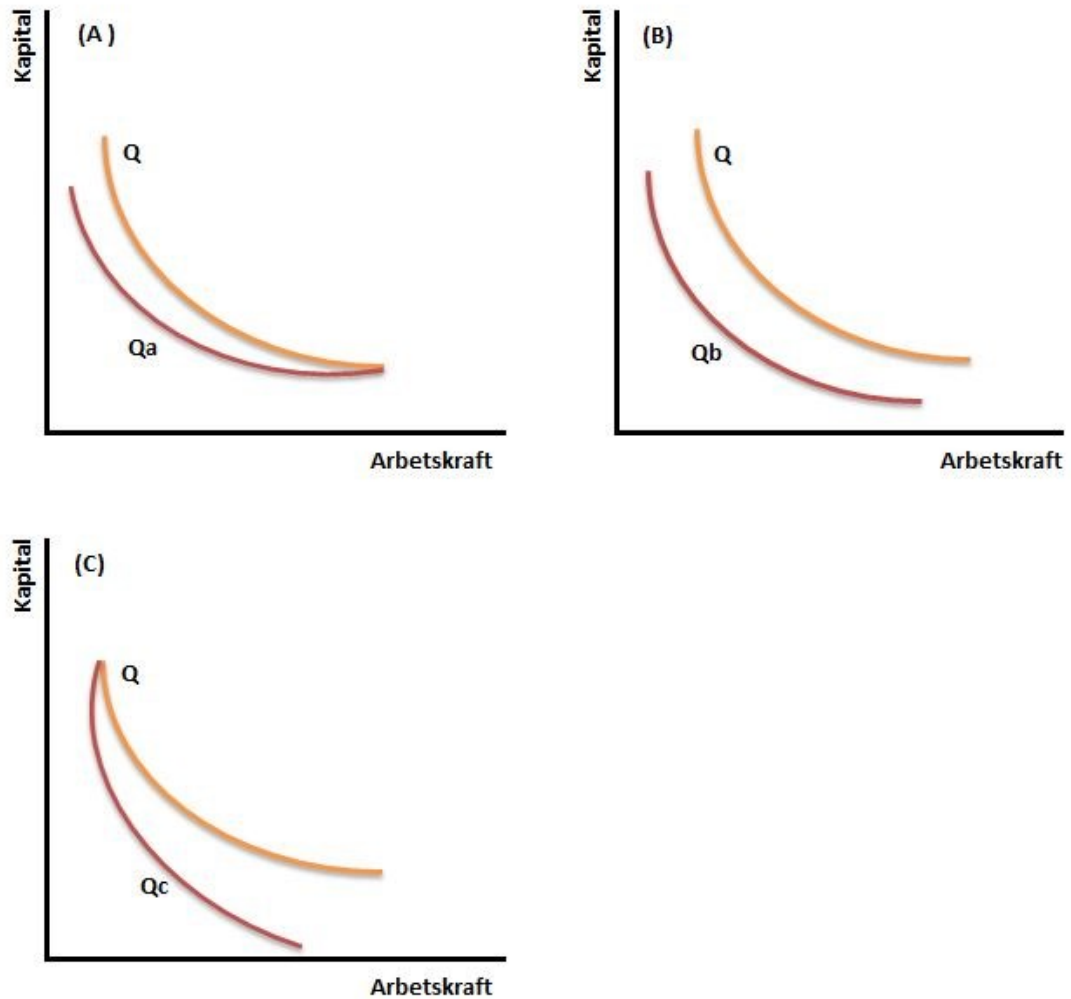 (A )
Kapital
Q
Qa
Arbetskraft
(B)
Kapital
Q
Qb
Arbetskraft
(C)
Kapital
Q
Qc
Arbetskraft